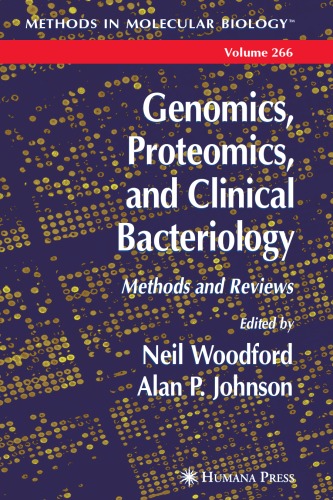 METHODS IN MOLECULAR BIOLOGY™
Volume 266
Genomics,
Proteomics,
and Clinical
Bacteriology
Methods and Reviews
Edited by
Neil Woodford
Alan P. Johnson
HUMANA PRESS